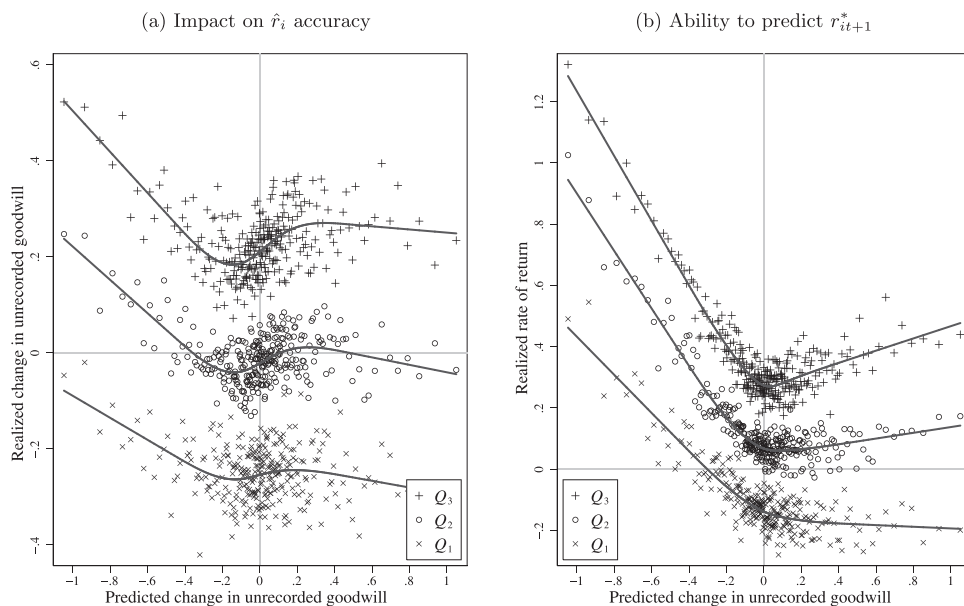 (a) Impact on r̂ᵢ accuracy
Realized change in unrecorded goodwill
.6
.4
.2
0
-.2
-.4
Q₃
Q₂
Q₁
-1 -.8 -.6 -.4 -.2 0 .2 .4 .6 .8 1
Predicted change in unrecorded goodwill
(b) Ability to predict r*ᵢₜ₊₁
Realized rate of return
1.2
1
.8
.6
.4
.2
0
-.2
Q₃
Q₂
Q₁
-1 -.8 -.6 -.4 -.2 0 .2 .4 .6 .8 1
Predicted change in unrecorded goodwill